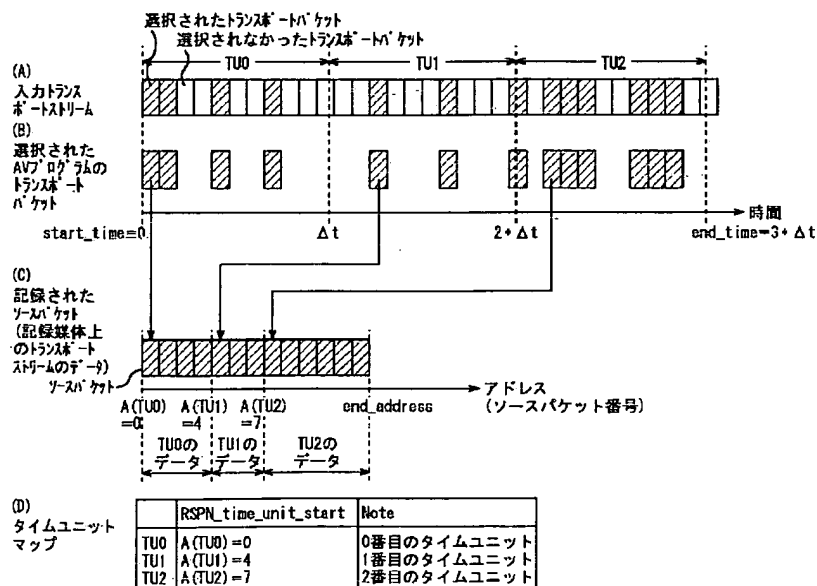 選択されたトランスポートパケット
選択されなかったトランスポートパケット
TU0 TU1 TU2
(A)
入力トランス
ポートストリーム
(B)
選択された
AVプログラムの
トランスポート
パケット
時間
start_time=0 Δt 2+Δt end_time=3+Δt
(C)
記録された
ソースパケット
(記録媒体上
のトランスポート
ストリームのデータ)
ソースパケット
アドレス
(ソースパケット番号)
A(TU0) A(TU1) A(TU2) end_address
=0 =4 =7
TU0の TU1の TU2の
データ データ データ
(D)
タイムユニット
マップ
RSPN_time_unit_start Note
TU0 A(TU0)=0 0番目のタイムユニット
TU1 A(TU1)=4 1番目のタイムユニット
TU2 A(TU2)=7 2番目のタイムユニット